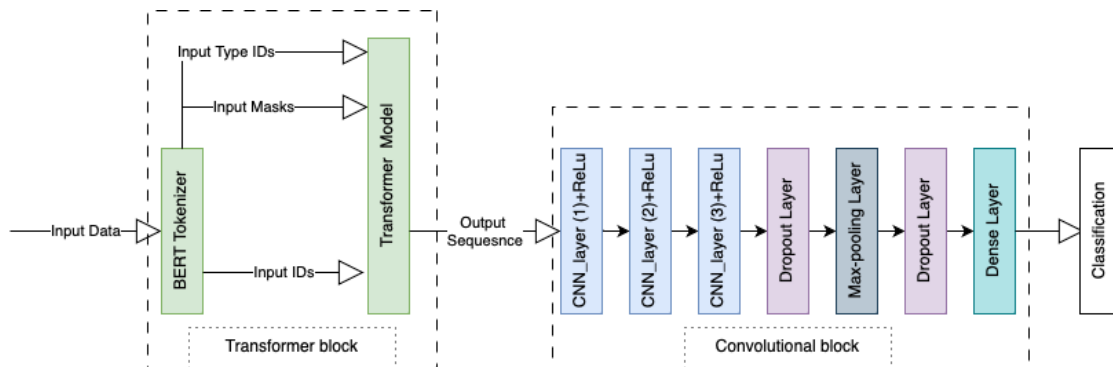 Input Data
BERT Tokenizer
Input Type IDs
Input Masks
Input IDs
Transformer Model
Transformer block
Output
Sequesnce
CNN_layer (1)+ReLu
CNN_layer (2)+ReLu
CNN_layer (3)+ReLu
Dropout Layer
Max-pooling Layer
Dropout Layer
Dense Layer
Convolutional block
Classification